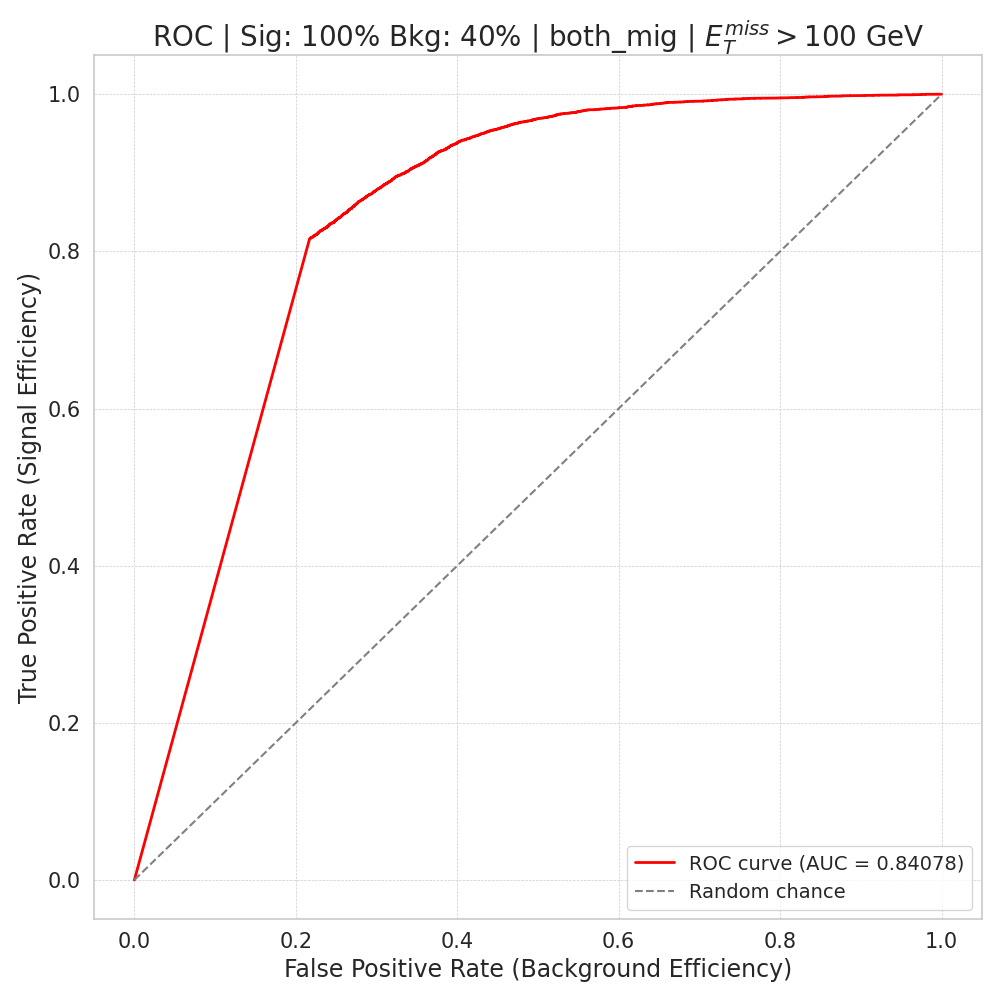 ROC | Sig: 100% Bkg: 40% | both_mig | $E_T^{miss} > 100$ GeV
1.0
0.8
0.6
0.4
0.2
0.0
True Positive Rate (Signal Efficiency)
ROC curve (AUC = 0.84078)
Random chance
0.0 0.2 0.4 0.6 0.8 1.0
False Positive Rate (Background Efficiency)